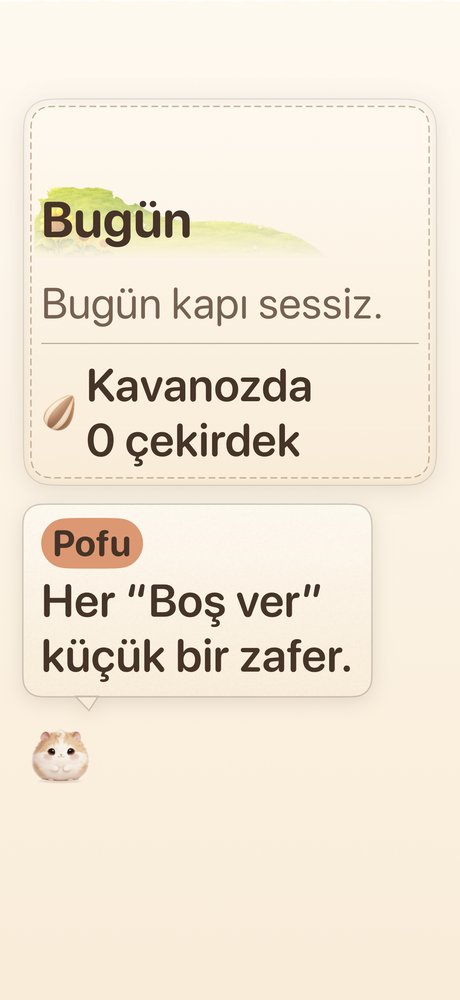 Bugün
Bugün kapı sessiz.
Kavanozda
0 çekirdek
Pofu
Her “Boş ver”
küçük bir zafer.